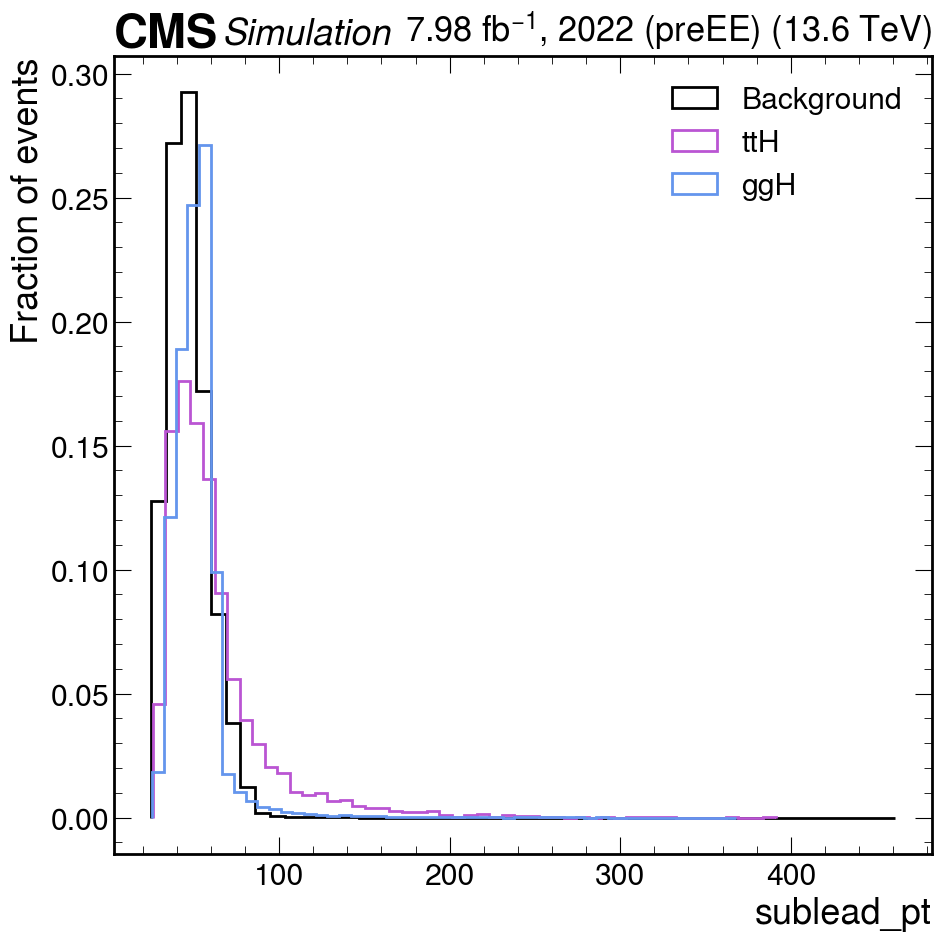 CMS Simulation 7.98 fb⁻¹, 2022 (preEE) (13.6 TeV)
Fraction of events
0.30
0.25
0.20
0.15
0.10
0.05
0.00
Background
ttH
ggH
100 200 300 400
sublead_pt